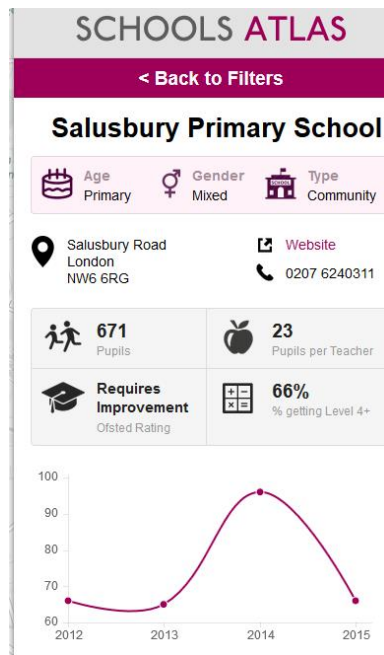 SCHOOLS ATLAS
< Back to Filters
Salusbury Primary School
Age
Primary
Gender
Mixed
Type
Community
SCHOOL
Salusbury Road
London
NW6 6RG
Website
0207 6240311
671
Pupils
23
Pupils per Teacher
Requires
Improvement
Ofsted Rating
66%
% getting Level 4+
100
90
80
70
60
2012 2013 2014 2015